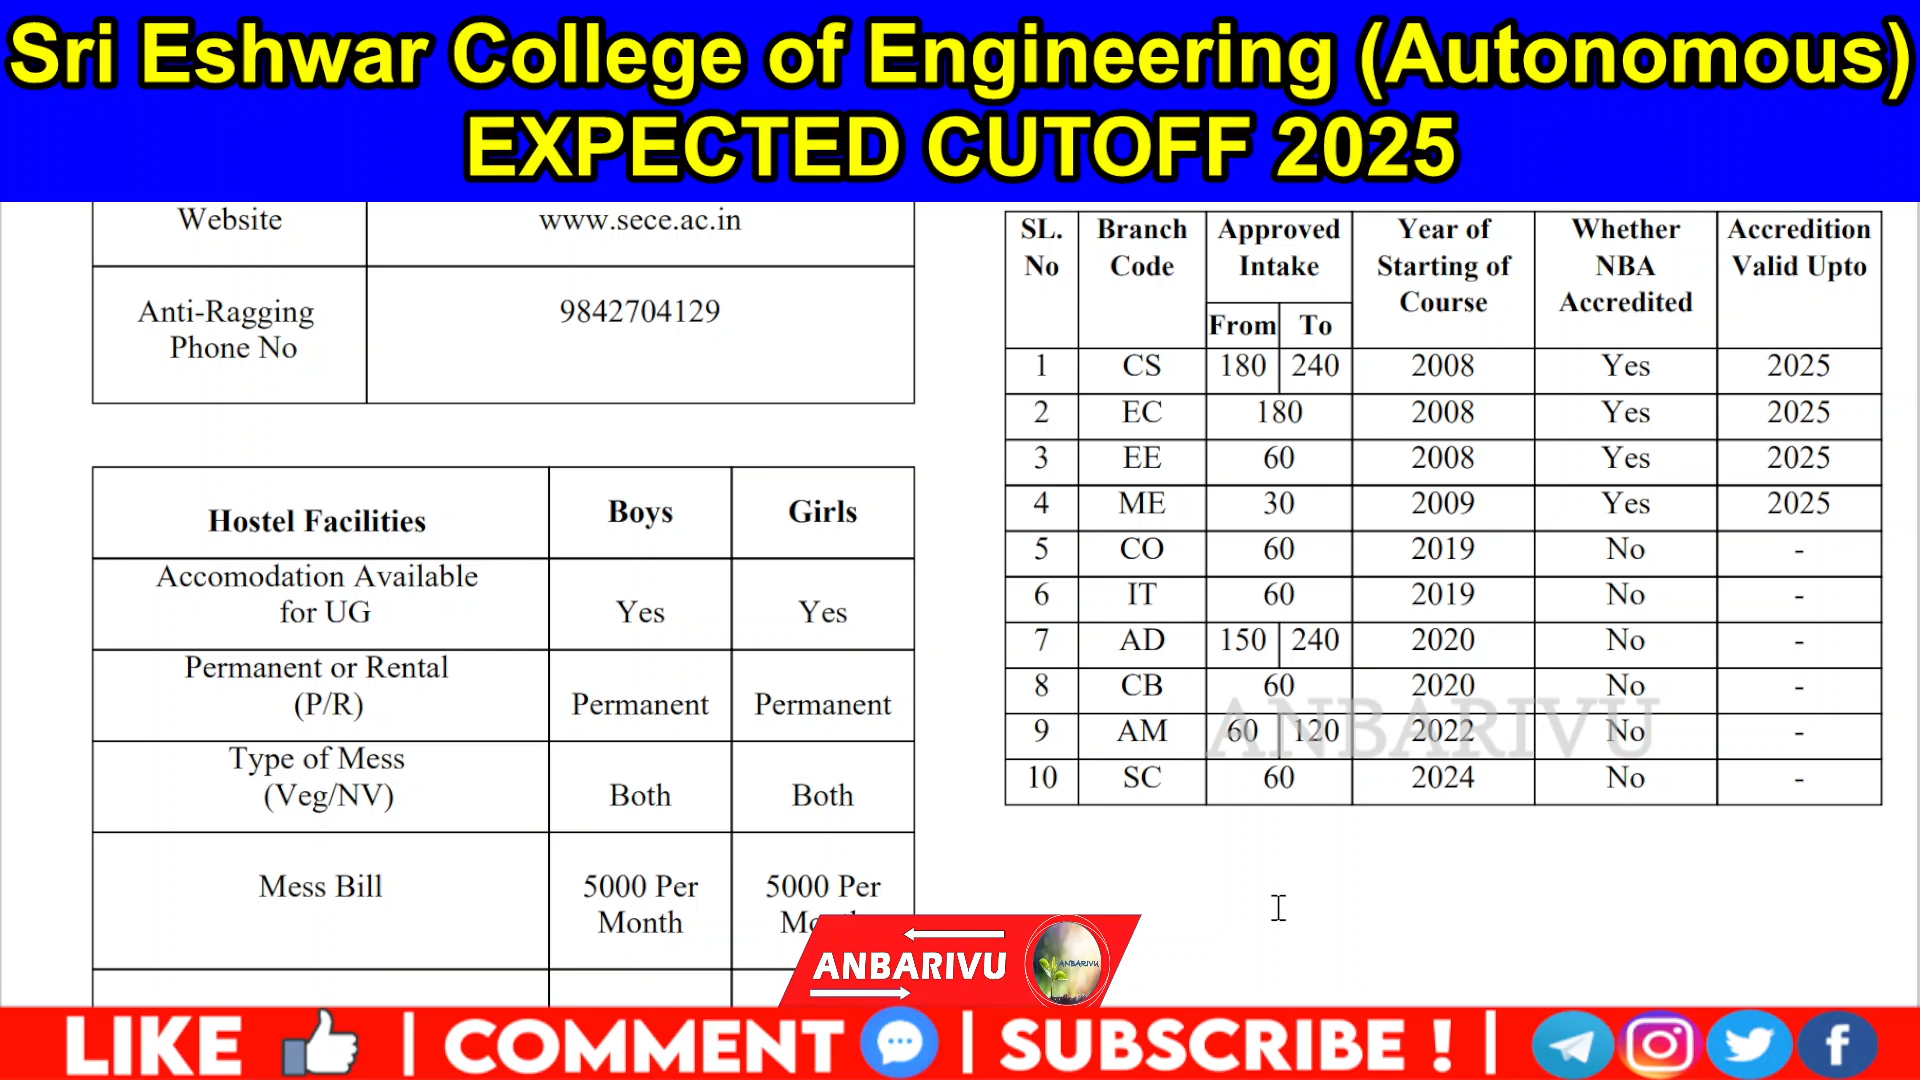 Sri Eshwar College of Engineering (Autonomous)
EXPECTED CUTOFF 2025
Website www.sece.ac.in
Anti-Ragging
Phone No
9842704129
Hostel Facilities Boys Girls
Accomodation Available
for UG
Yes Yes
Permanent or Rental
(P/R)
Permanent Permanent
Type of Mess
(Veg/NV)
Both Both
Mess Bill
5000 Per
Month
5000 Per
SL.
No
Branch
Code
Approved
Intake
From To
Year of
Starting of
Course
Whether
NBA
Accredited
Accredition
Valid Upto
1 CS 180 240 2008 Yes 2025
2 EC 180 2008 Yes 2025
3 EE 60 2008 Yes 2025
4 ME 30 2009 Yes 2025
5 CO 60 2019 No -
6 IT 60 2019 No -
7 AD 150 240 2020 No -
8 CB 60 2020 No -
9 AM 60 120 2022 No -
10 SC 60 2024 No -
ANBARIVU
ANBARIVU
ANBARIVU
LIKE | COMMENT | SUBSCRIBE ! |